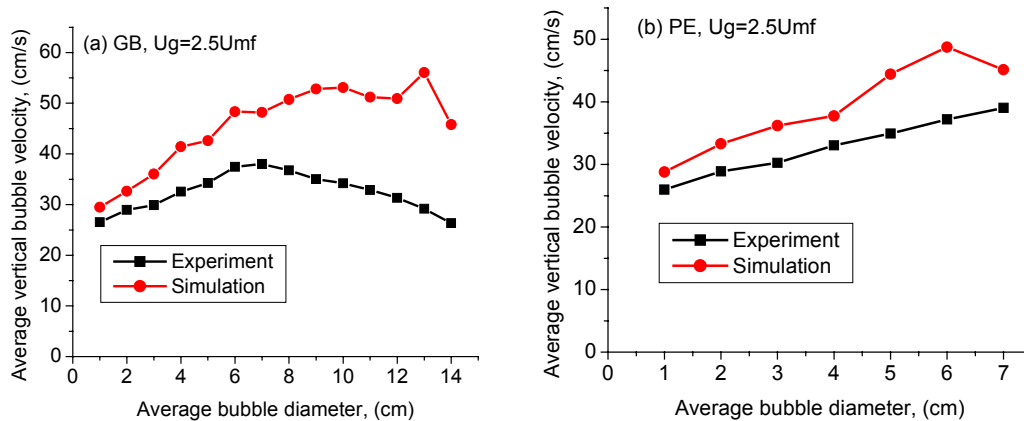 (a) GB, Ug=2.5Umf
Average vertical bubble velocity, (cm/s)
60
50
40
30
20
10
0
Experiment
Simulation
0 2 4 6 8 10 12 14
Average bubble diameter, (cm)
(b) PE, Ug=2.5Umf
Average vertical bubble velocity, (cm/s)
50
40
30
20
10
0
Experiment
Simulation
0 1 2 3 4 5 6 7
Average bubble diameter, (cm)